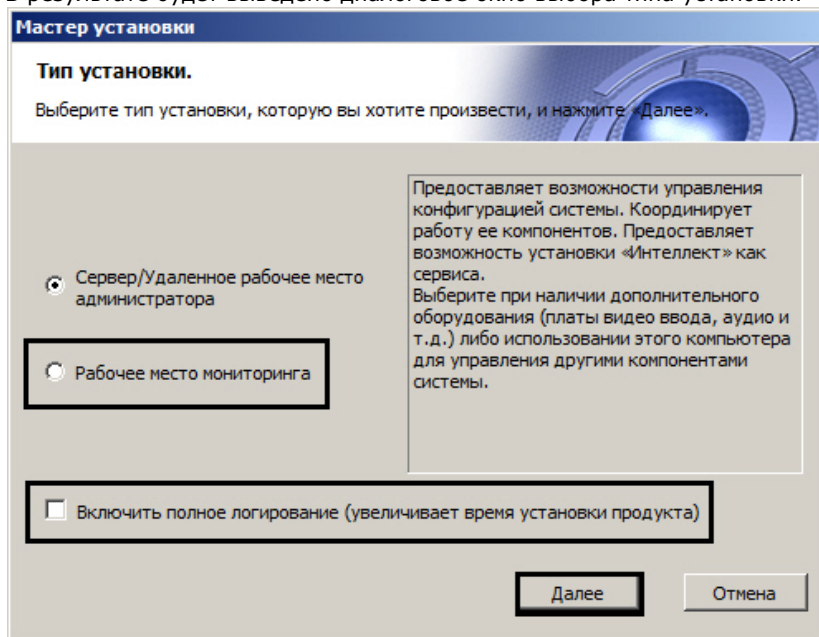 В результате будет выведено диалоговое окно выбора типа установки.
Мастер установки
Тип установки.
Выберите тип установки, которую вы хотите произвести, и нажмите «Далее».
Сервер/Удаленное рабочее место
администратора
Рабочее место мониторинга
Предоставляет возможности управления
конфигурацией системы. Координирует
работу ее компонентов. Предоставляет
возможность установки «Интеллект» как
сервиса.
Выберите при наличии дополнительного
оборудования (платы видео ввода, аудио и
т.д.) либо использовании этого компьютера
для управления другими компонентами
системы.
Включить полное логирование (увеличивает время установки продукта)
Далее
Отмена